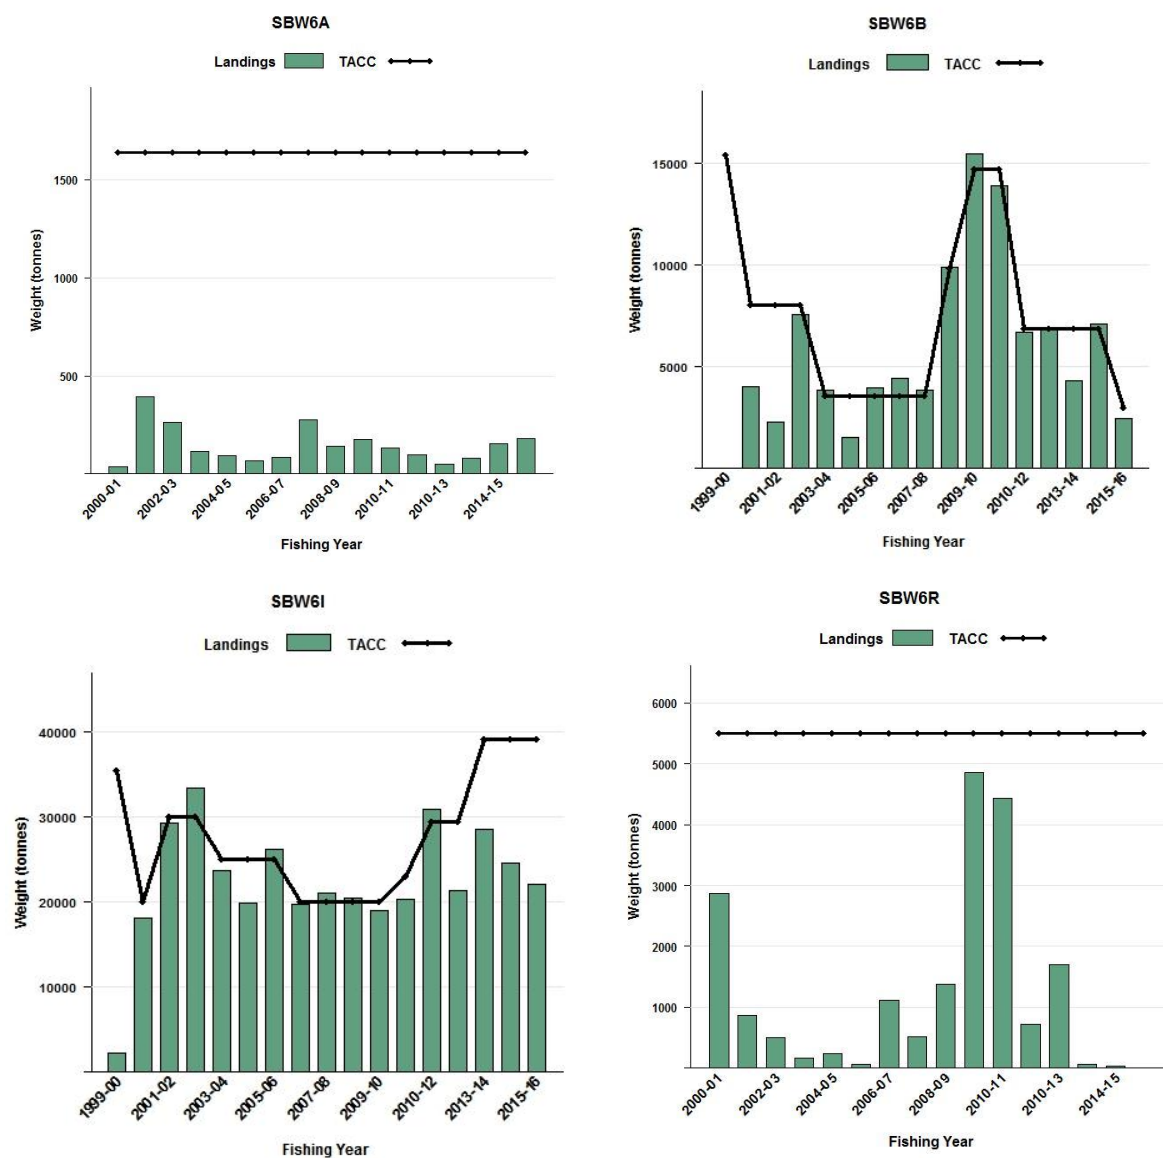 SBW6A
Landings TACC
1500
1000
500
Weight (tonnes)
2000-01 2002-03 2004-05 2006-07 2008-09 2010-11 2010-13 2014-15
Fishing Year
SBW6B
Landings TACC
15000
10000
5000
Weight (tonnes)
1999-00 2001-02 2003-04 2005-06 2007-08 2009-10 2010-12 2013-14 2015-16
Fishing Year
SBW6I
Landings TACC
40000
30000
20000
10000
Weight (tonnes)
1999-00 2001-02 2003-04 2005-06 2007-08 2009-10 2010-12 2013-14 2015-16
Fishing Year
SBW6R
Landings TACC
6000
5000
4000
3000
2000
1000
Weight (tonnes)
2000-01 2002-03 2004-05 2006-07 2008-09 2010-11 2010-13 2014-15
Fishing Year